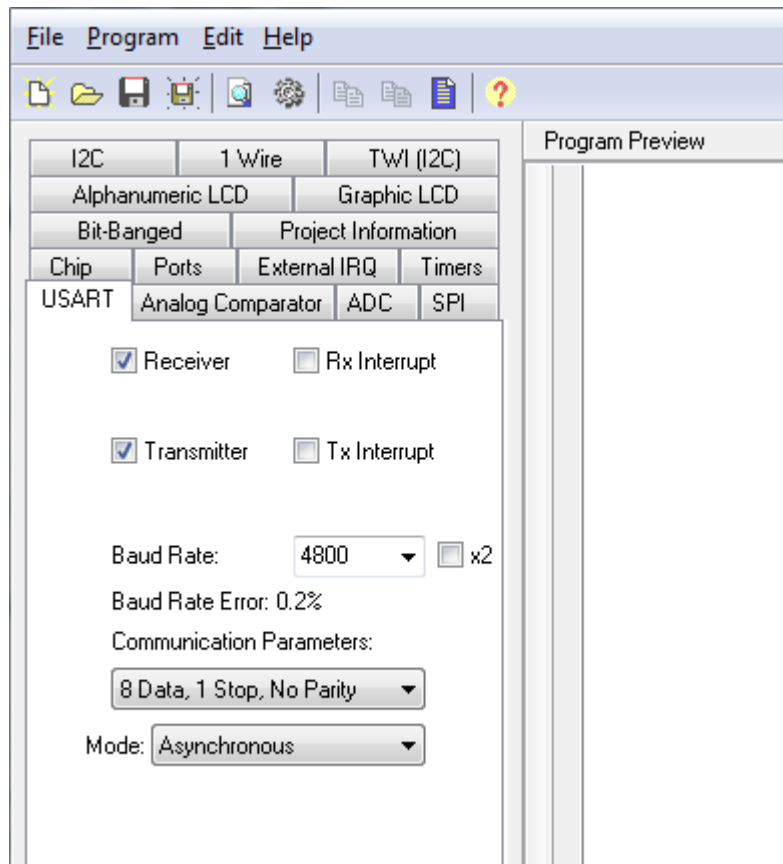 File Program Edit Help
?
Program Preview
I2C 1 Wire TWI (I2C)
Alphanumeric LCD Graphic LCD
Bit-Banged Project Information
Chip Ports External IRQ Timers
USART Analog Comparator ADC SPI
Receiver Rx Interrupt
Transmitter Tx Interrupt
Baud Rate: 4800 x2
Baud Rate Error: 0.2%
Communication Parameters:
8 Data, 1 Stop, No Parity
Mode: Asynchronous